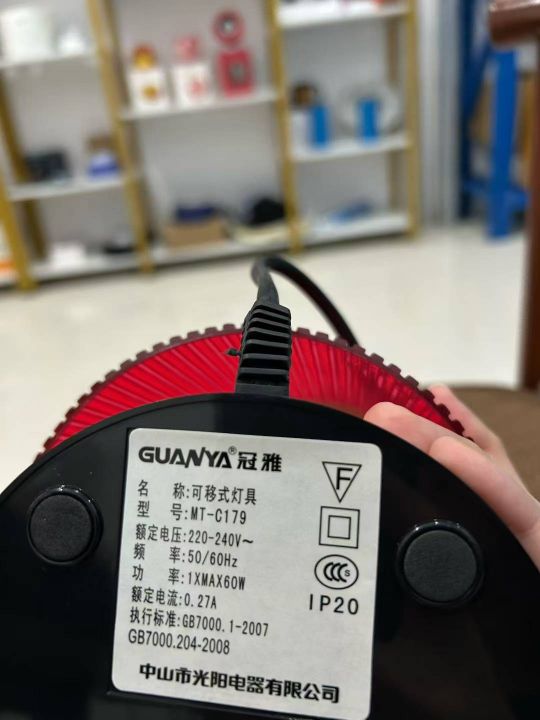 GUANYA®冠雅
名 称:可移式灯具
型 号:MT-C179
额定电压:220-240V～
频 率:50/60Hz
功 率:1XMAX60W
额定电流:0.27A
执行标准:GB7000.1-2007
GB7000.204-2008
F
CCC S
IP20
中山市光阳电器有限公司